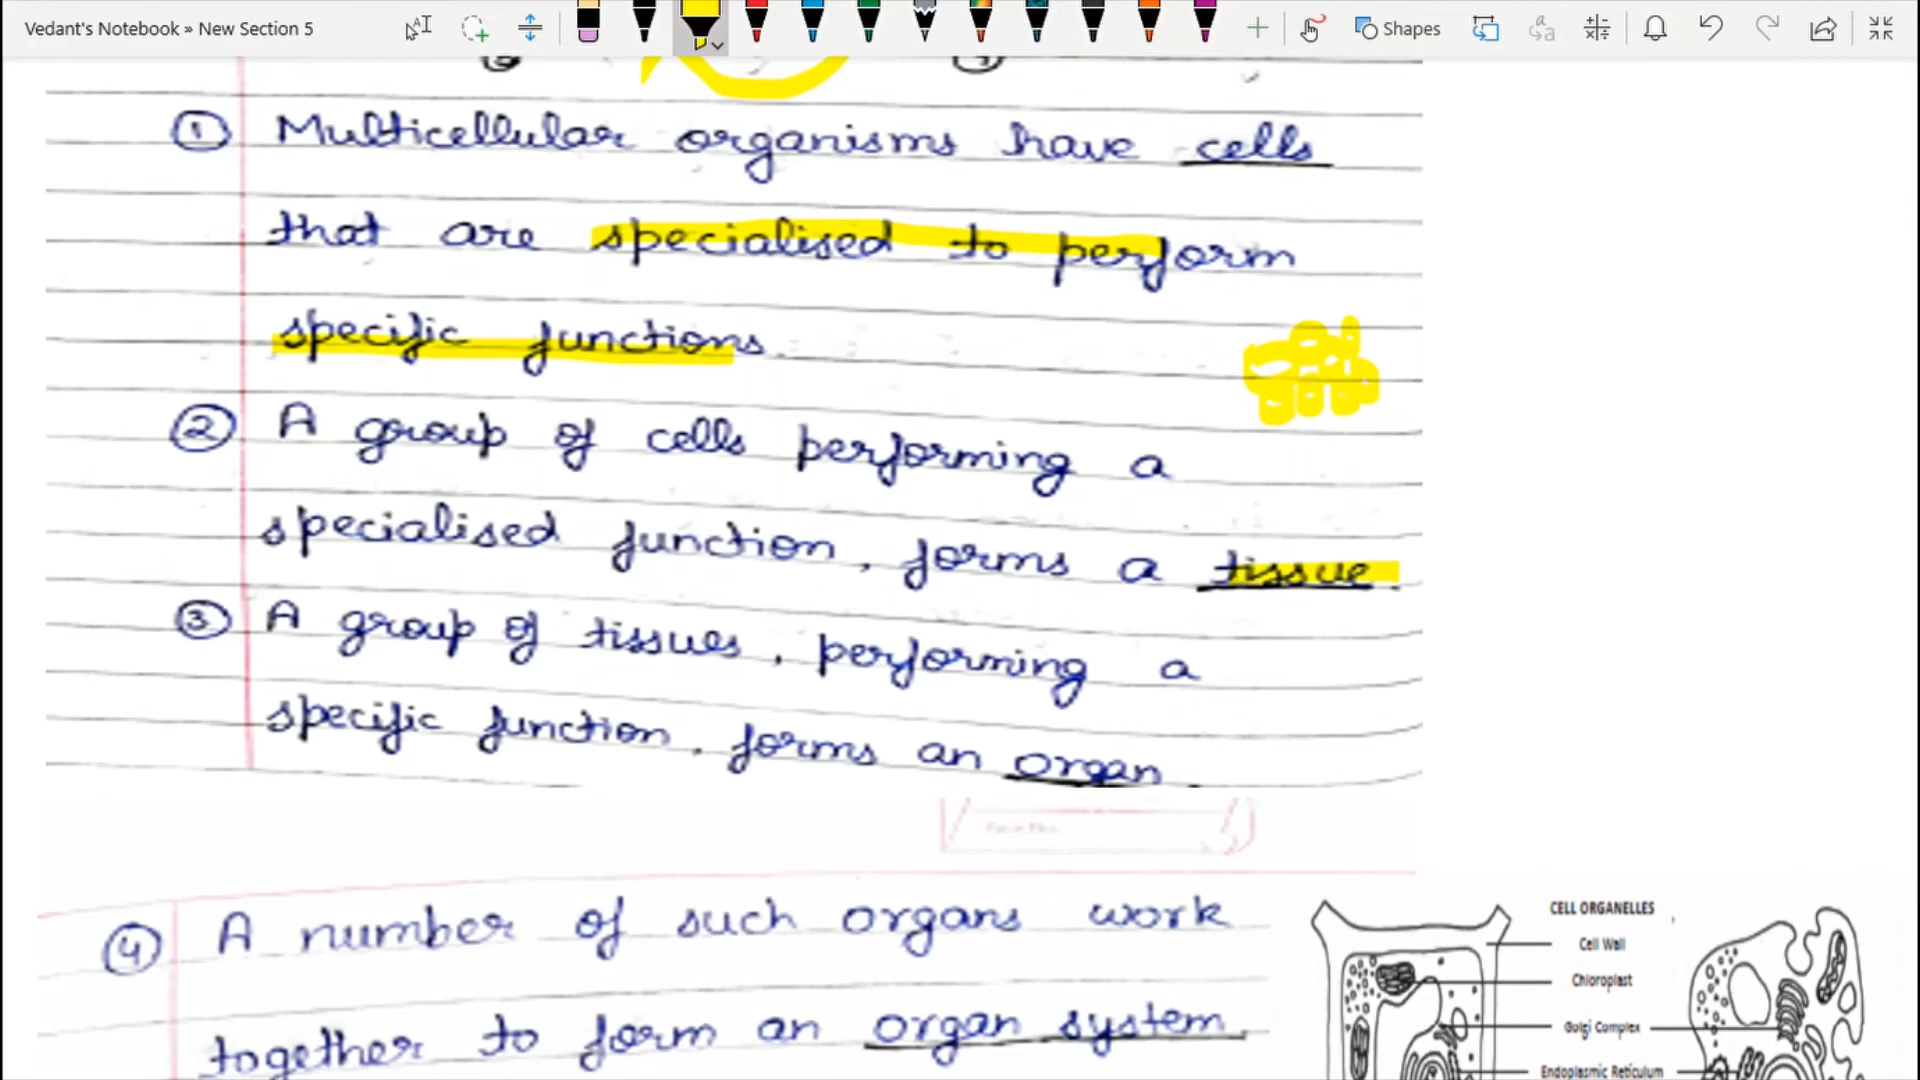 Vedant's Notebook » New Section 5
Shapes
① Multicellular organisms have cells
that are specialised to perform
specific functions.
② A group of cells performing a
specialised function, forms a tissue.
③ A group of tissues, performing a
specific function, forms an organ.
④ A number of such organs work
together to form an organ system
CELL ORGANELLES
Cell Wall
Chloroplast
Golgi Complex
Endoplasmic Reticulum